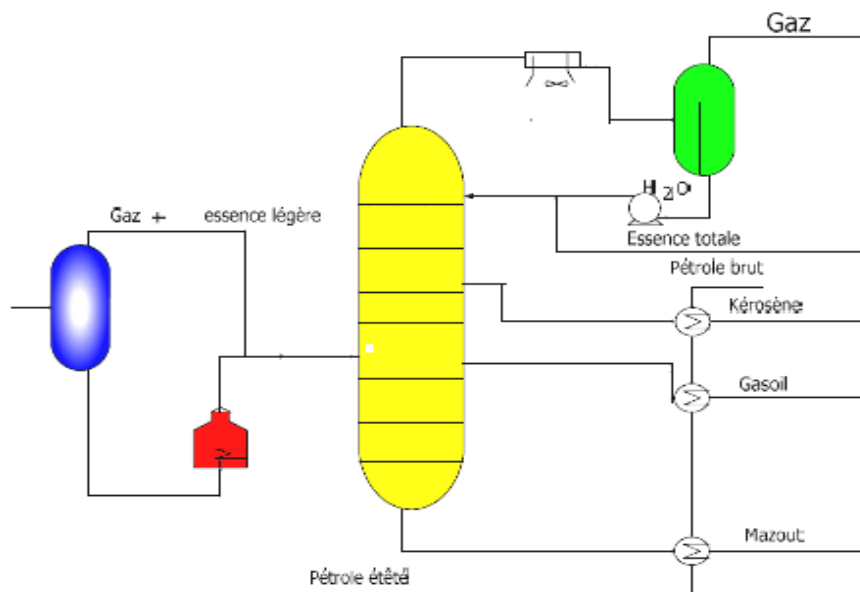 Gaz
Gaz + essence légère
H2O
Essence totale
Pétrole brut
Kérosène
Gasoil
Mazout
Pétrole étêté